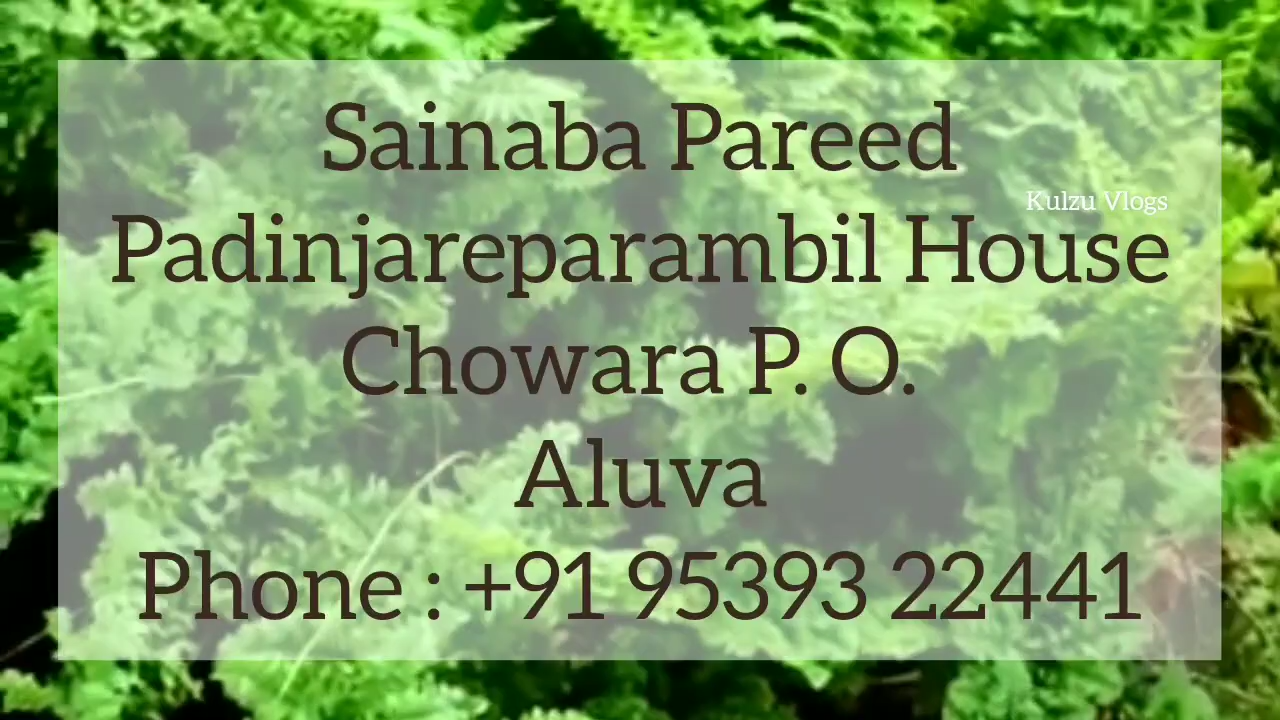 Sainaba Pareed
Kulzu Vlogs
Padinjareparambil House
Chowara P. O.
Aluva
Phone : +91 95393 22441